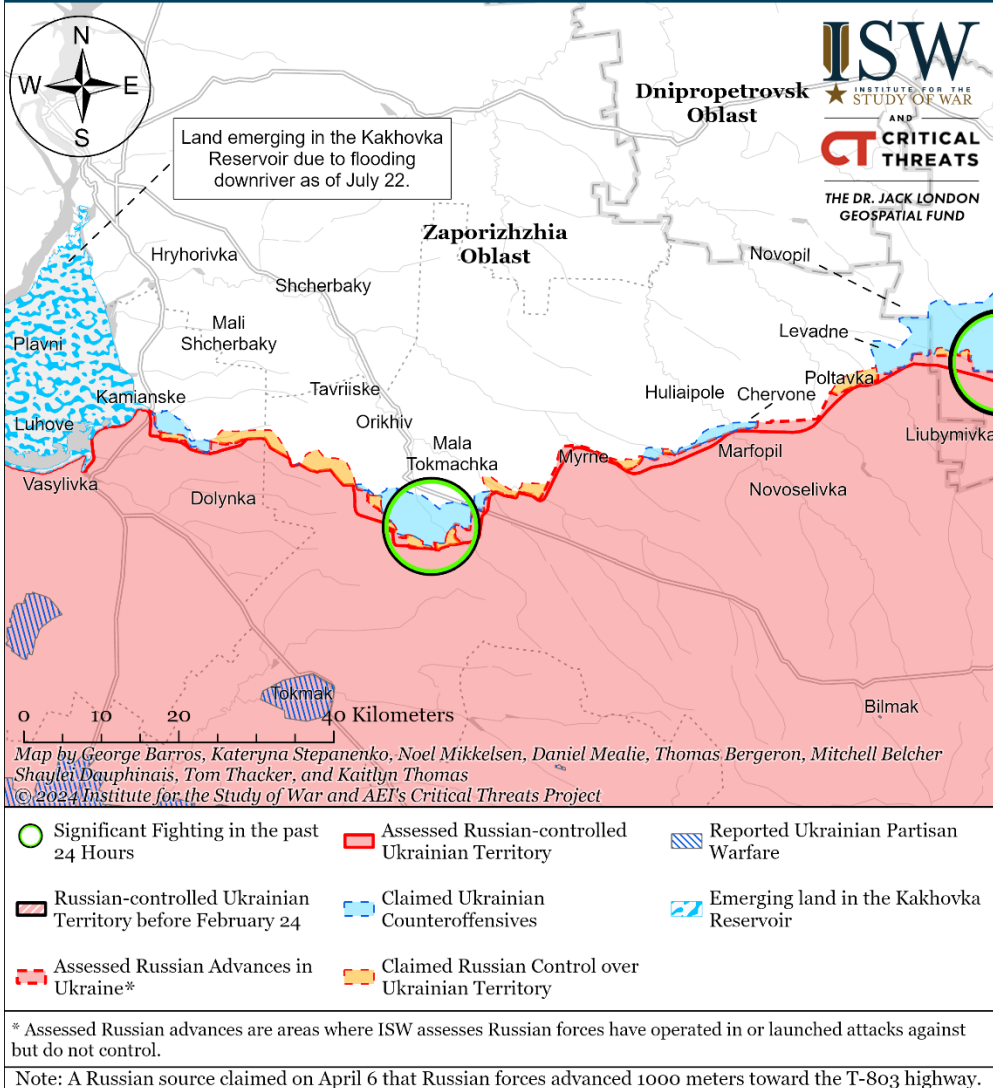 N
W
E
S
ISW
INSTITUTE FOR THE
STUDY OF WAR
AND
CT CRITICAL
THREATS
THE DR. JACK LONDON
GEOSPATIAL FUND
Dnipropetrovsk
Oblast
Land emerging in the Kakhovka
Reservoir due to flooding
downriver as of July 22.
Zaporizhzhia
Oblast
Hryhorivka
Novopil
Shcherbaky
Mali
Shcherbaky
Levadne
Plavni
Poltavka
Tavriiske
Huliaipole
Chervone
Kamianske
Orikhiv
Luhove
Mala
Tokmachka
Liubymivka
Myrne
Marfopil
Vasylivka
Dolynka
Novoselivka
Tokmak
Bilmak
0 10 20 40 Kilometers
Map by George Barros, Kateryna Stepanenko, Noel Mikkelsen, Daniel Mealie, Thomas Bergeron, Mitchell Belcher
Shaylei Dauphinais, Tom Thacker, and Kaitlyn Thomas
© 2024 Institute for the Study of War and AEI's Critical Threats Project
Significant Fighting in the past
24 Hours
Assessed Russian-controlled
Ukrainian Territory
Reported Ukrainian Partisan
Warfare
Russian-controlled Ukrainian
Territory before February 24
Claimed Ukrainian
Counteroffensives
Emerging land in the Kakhovka
Reservoir
Assessed Russian Advances in
Ukraine*
Claimed Russian Control over
Ukrainian Territory
* Assessed Russian advances are areas where ISW assesses Russian forces have operated in or launched attacks against
but do not control.
Note: A Russian source claimed on April 6 that Russian forces advanced 1000 meters toward the T-803 highway.